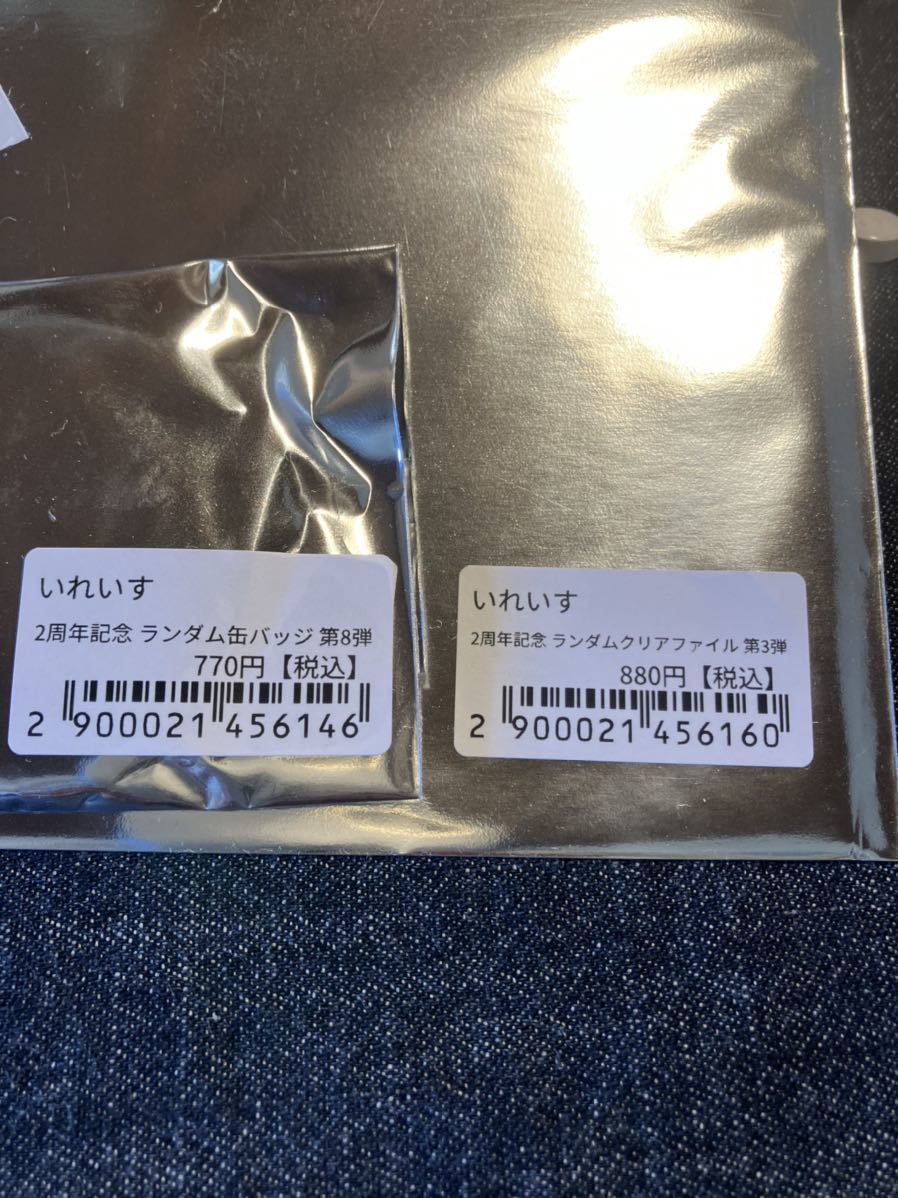 いれいす
2周年記念 ランダム缶バッジ 第8弾
770円【税込】
2 900021 456146
いれいす
2周年記念 ランダムクリアファイル 第3弾
880円【税込】
2 900021 456160